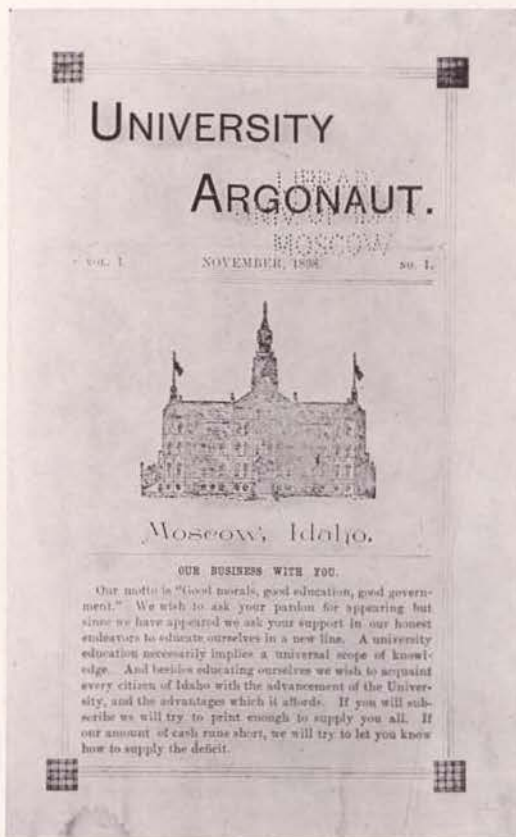 UNIVERSITY
ARGONAUT.
LIBRARY
UNIV. OF
MOSCOW
VOL. I. NOVEMBER, 1898. NO. 1.
Moscow, Idaho.
OUR BUSINESS WITH YOU.
Our motto is "Good morals, good education, good govern-
ment." We wish to ask your pardon for appearing but
since we have appeared we ask your support in our honest
endeavors to educate ourselves in a new line. A university
education necessarily implies a universal scope of knowl-
edge. And besides educating ourselves we wish to acquaint
every citizen of Idaho with the advancement of the Univer-
sity, and the advantages which it affords. If you will sub-
scribe we will try to print enough to supply you all. If
our amount of cash runs short, we will try to let you know
how to supply the deficit.